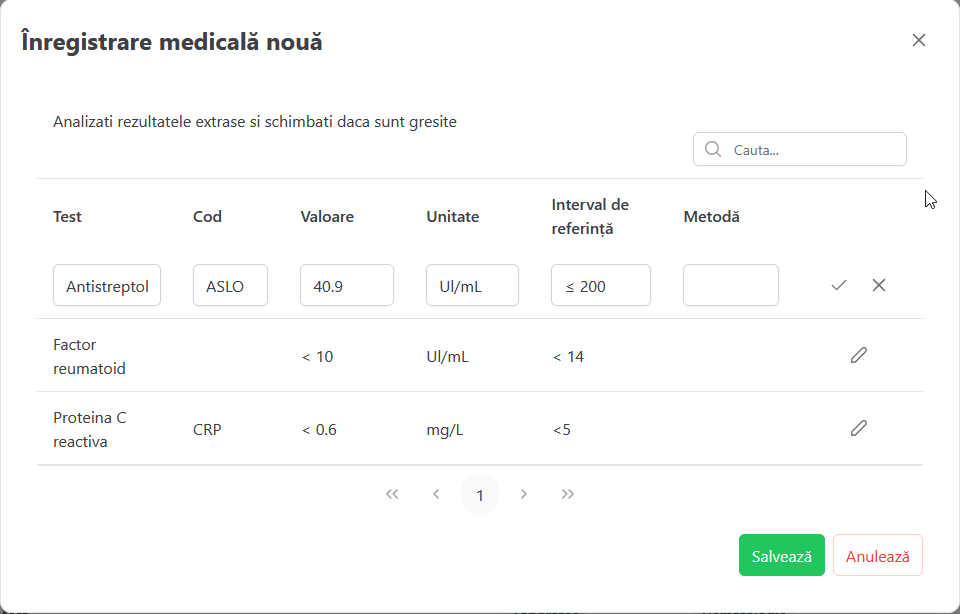 Înregistrare medicală nouă
Analizati rezultatele extrase si schimbati daca sunt gresite
Cauta...
Test Cod Valoare Unitate Interval de referință Metodă
Antistreptol ASLO 40.9 Ul/mL ≤ 200
Factor reumatoid < 10 Ul/mL < 14
Proteina C reactiva CRP < 0.6 mg/L <5
1
Salvează Anulează